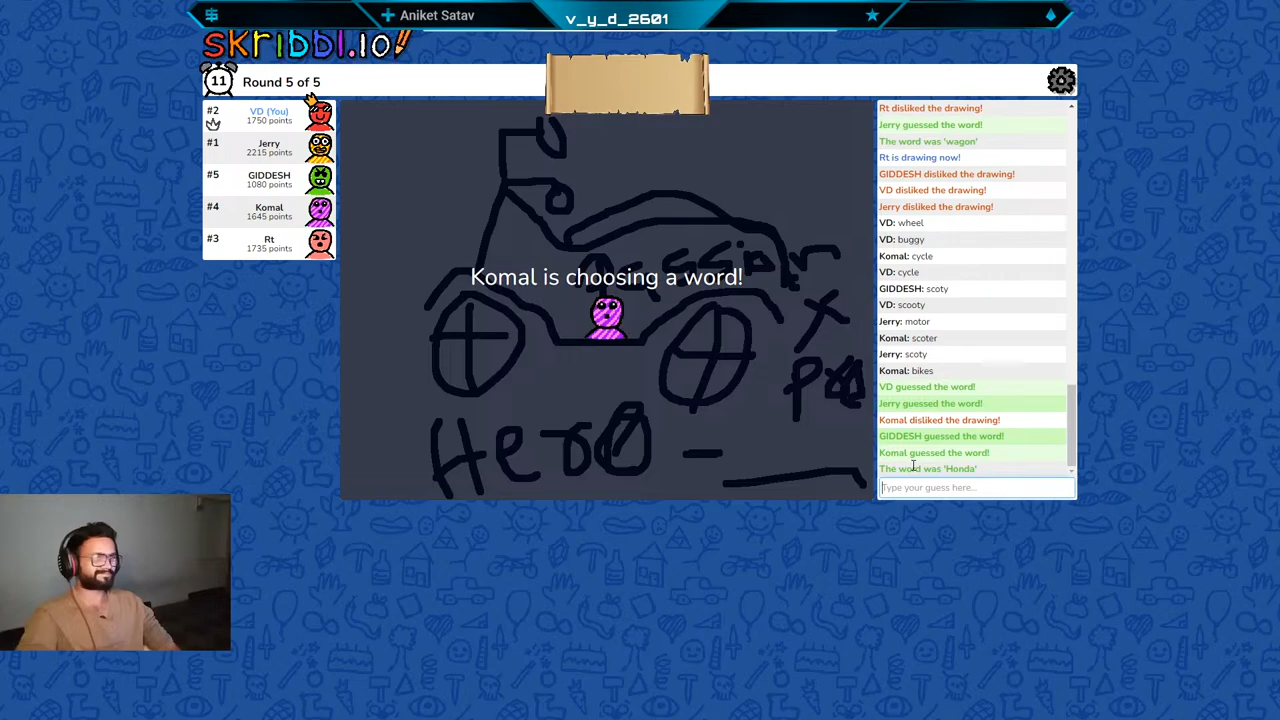 Aniket Satav
v_y_d_2601
skribbl.io
11
Round 5 of 5
#2
VD (You)
1750 points
#1
Jerry
2215 points
#5
GIDDESH
1080 points
#4
Komal
1645 points
#3
Rt
1735 points
Komal is choosing a word!
Hero -
Rt disliked the drawing!
Jerry guessed the word!
The word was 'wagon'
Rt is drawing now!
GIDDESH disliked the drawing!
VD disliked the drawing!
Jerry disliked the drawing!
VD: wheel
VD: buggy
Komal: cycle
VD: cycle
GIDDESH: scoty
VD: scooty
Jerry: motor
Komal: scoter
Jerry: scoty
Komal: bikes
VD guessed the word!
Jerry guessed the word!
Komal disliked the drawing!
GIDDESH guessed the word!
Komal guessed the word!
The word was 'Honda'
Type your guess here...